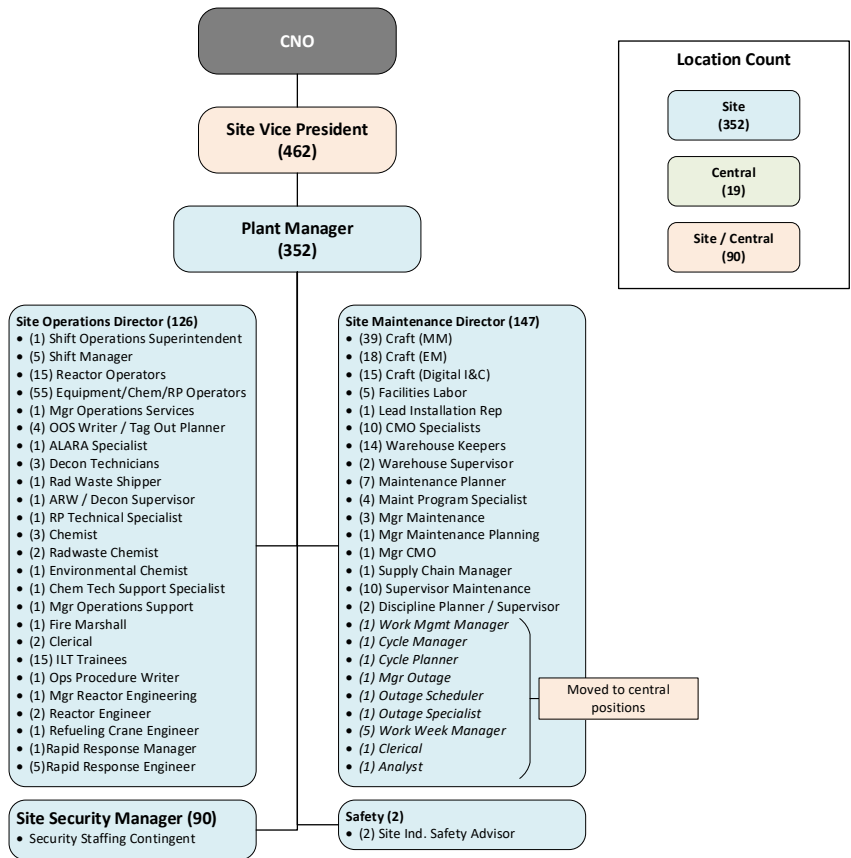 CNO
Site Vice President
(462)
Plant Manager
(352)
Location Count
Site
(352)
Central
(19)
Site / Central
(90)
Site Operations Director (126)
• (1) Shift Operations Superintendent
• (5) Shift Manager
• (15) Reactor Operators
• (55) Equipment/Chem/RP Operators
• (1) Mgr Operations Services
• (4) OOS Writer / Tag Out Planner
• (1) ALARA Specialist
• (3) Decon Technicians
• (1) Rad Waste Shipper
• (1) ARW / Decon Supervisor
• (1) RP Technical Specialist
• (3) Chemist
• (2) Radwaste Chemist
• (1) Environmental Chemist
• (1) Chem Tech Support Specialist
• (1) Mgr Operations Support
• (1) Fire Marshall
• (2) Clerical
• (15) ILT Trainees
• (1) Ops Procedure Writer
• (1) Mgr Reactor Engineering
• (2) Reactor Engineer
• (1) Refueling Crane Engineer
• (1)Rapid Response Manager
• (5)Rapid Response Engineer
Site Maintenance Director (147)
• (39) Craft (MM)
• (18) Craft (EM)
• (15) Craft (Digital I&C)
• (5) Facilities Labor
• (1) Lead Installation Rep
• (10) CMO Specialists
• (14) Warehouse Keepers
• (2) Warehouse Supervisor
• (7) Maintenance Planner
• (4) Maint Program Specialist
• (3) Mgr Maintenance
• (1) Mgr Maintenance Planning
• (1) Mgr CMO
• (1) Supply Chain Manager
• (10) Supervisor Maintenance
• (2) Discipline Planner / Supervisor
• (1) Work Mgmt Manager
• (1) Cycle Manager
• (1) Cycle Planner
• (1) Mgr Outage
• (1) Outage Scheduler
• (1) Outage Specialist
• (5) Work Week Manager
• (1) Clerical
• (1) Analyst
Moved to central
positions
Site Security Manager (90)
• Security Staffing Contingent
Safety (2)
• (2) Site Ind. Safety Advisor